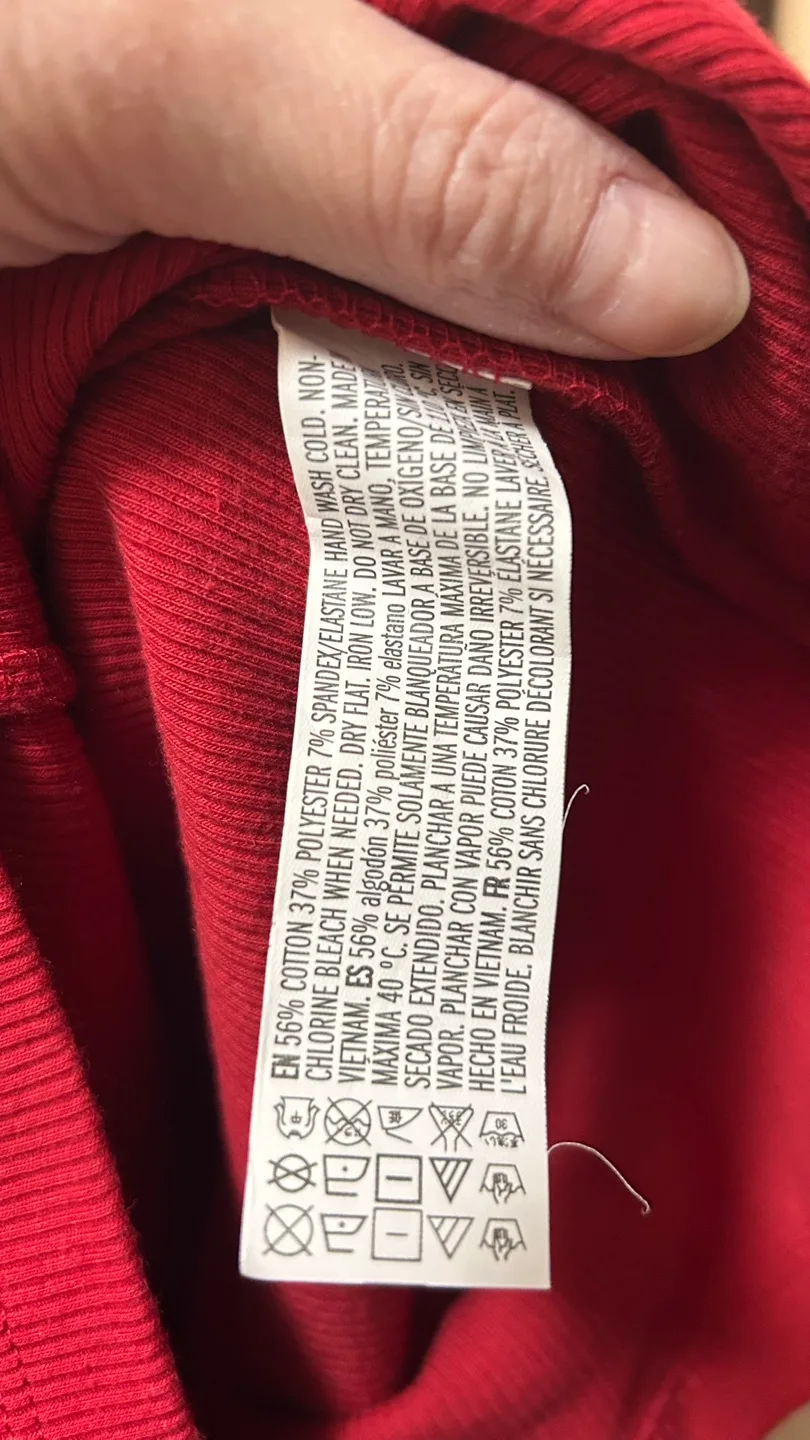 EN 56% COTTON 37% POLYESTER 7% SPANDEX/ELASTANE HAND WASH COLD. NON-
CHLORINE BLEACH WHEN NEEDED. DRY FLAT. IRON LOW. DO NOT DRY CLEAN. MADE
VIETNAM. ES 56% algodón 37% poliéster 7% elastano LAVAR A MANO, TEMPERATURA
MÁXIMA 40 ºC. SE PERMITE SOLAMENTE BLANQUEADOR A BASE DE OXIGENO/SIN
SECADO EXTENDIDO. PLANCHAR A UNA TEMPERATURA MÁXIMA DE LA BASE DE SIN
VAPOR. PLANCHAR CON VAPOR PUEDE CAUSAR DAÑO IRREVERSIBLE. NO LIMPIAR EN SECO
HECHO EN VIETNAM. FR 56% COTON 37% POLYESTER 7% ÉLASTANE LAVER LA MAIN À
L'EAU FROIDE. BLANCHIR SANS CHLORURE DÉCOLORANT SI NÉCESSAIRE. SÉCHER À PLAT.
30